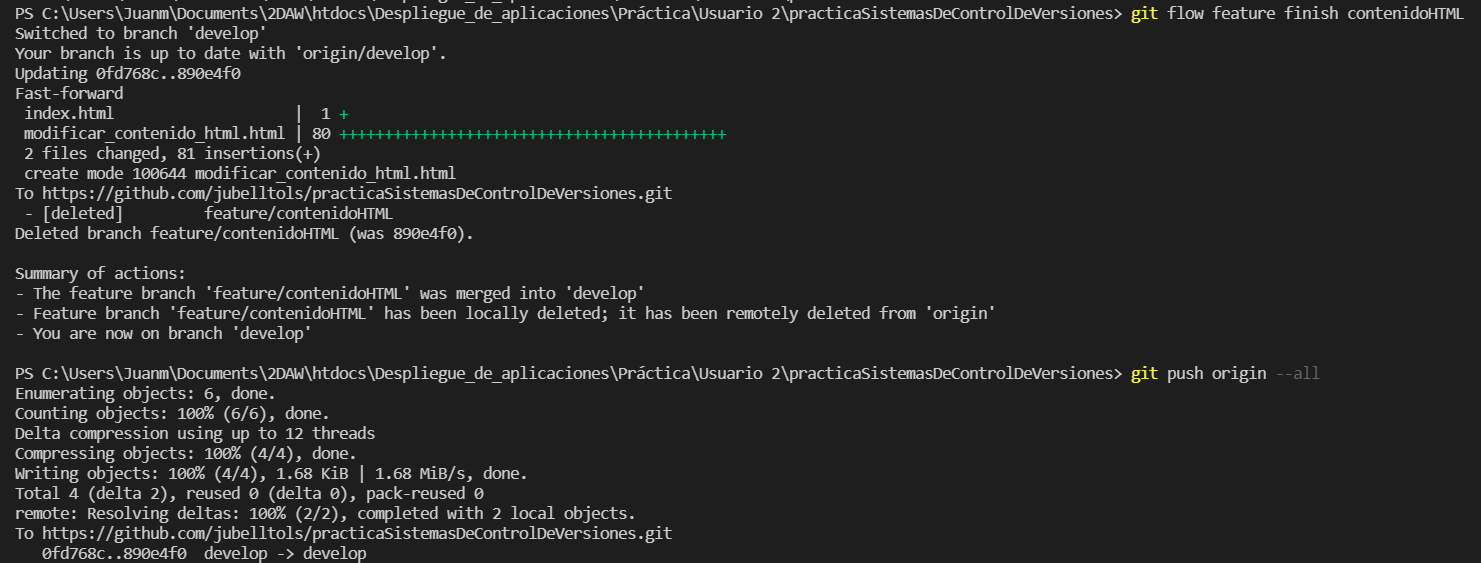 PS C:\Users\Juanm\Documents\2DAW\htdocs\Despliegue_de_aplicaciones\Práctica\Usuario 2\practicaSistemasDeControlDeVersiones> git flow feature finish contenidoHTML
Switched to branch 'develop'
Your branch is up to date with 'origin/develop'.
Updating 0fd768c..890e4f0
Fast-forward
 index.html                    |  1 +
 modificar_contenido_html.html | 80 +++++++++++++++++++++++++++++++++++++++++++
 2 files changed, 81 insertions(+)
 create mode 100644 modificar_contenido_html.html
To https://github.com/jubelltols/practicaSistemasDeControlDeVersiones.git
 - [deleted]         feature/contenidoHTML
Deleted branch feature/contenidoHTML (was 890e4f0).

Summary of actions:
- The feature branch 'feature/contenidoHTML' was merged into 'develop'
- Feature branch 'feature/contenidoHTML' has been locally deleted; it has been remotely deleted from 'origin'
- You are now on branch 'develop'

PS C:\Users\Juanm\Documents\2DAW\htdocs\Despliegue_de_aplicaciones\Práctica\Usuario 2\practicaSistemasDeControlDeVersiones> git push origin --all
Enumerating objects: 6, done.
Counting objects: 100% (6/6), done.
Delta compression using up to 12 threads
Compressing objects: 100% (4/4), done.
Writing objects: 100% (4/4), 1.68 KiB | 1.68 MiB/s, done.
Total 4 (delta 2), reused 0 (delta 0), pack-reused 0
remote: Resolving deltas: 100% (2/2), completed with 2 local objects.
To https://github.com/jubelltols/practicaSistemasDeControlDeVersiones.git
   0fd768c..890e4f0  develop -> develop